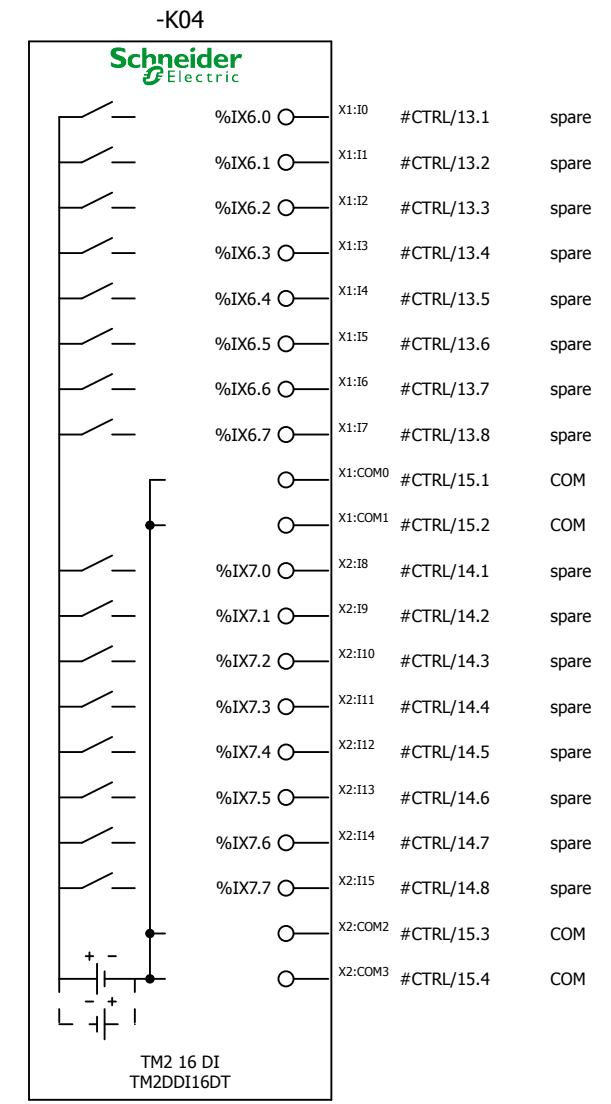 -K04
Schneider
Electric
%IX6.0 X1:I0 #CTRL/13.1 spare
%IX6.1 X1:I1 #CTRL/13.2 spare
%IX6.2 X1:I2 #CTRL/13.3 spare
%IX6.3 X1:I3 #CTRL/13.4 spare
%IX6.4 X1:I4 #CTRL/13.5 spare
%IX6.5 X1:I5 #CTRL/13.6 spare
%IX6.6 X1:I6 #CTRL/13.7 spare
%IX6.7 X1:I7 #CTRL/13.8 spare
X1:COM0 #CTRL/15.1 COM
X1:COM1 #CTRL/15.2 COM
%IX7.0 X2:I8 #CTRL/14.1 spare
%IX7.1 X2:I9 #CTRL/14.2 spare
%IX7.2 X2:I10 #CTRL/14.3 spare
%IX7.3 X2:I11 #CTRL/14.4 spare
%IX7.4 X2:I12 #CTRL/14.5 spare
%IX7.5 X2:I13 #CTRL/14.6 spare
%IX7.6 X2:I14 #CTRL/14.7 spare
%IX7.7 X2:I15 #CTRL/14.8 spare
X2:COM2 #CTRL/15.3 COM
+ -
X2:COM3 #CTRL/15.4 COM
- +
TM2 16 DI
TM2DDI16DT